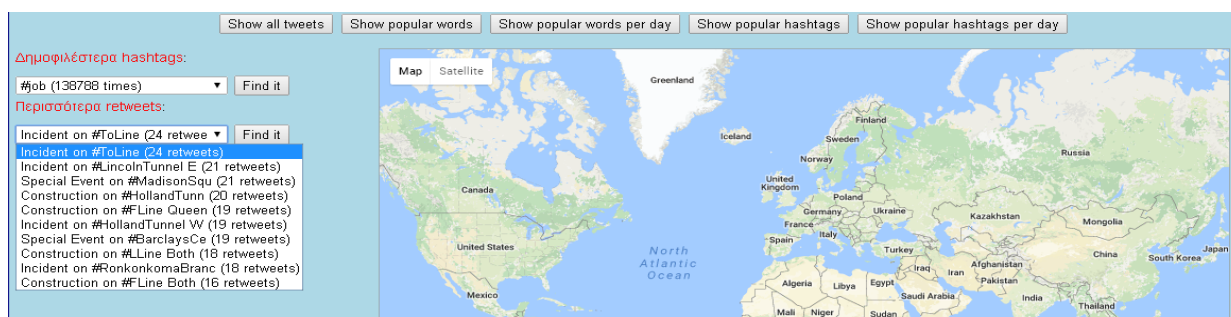 Show all tweets Show popular words Show popular words per day Show popular hashtags Show popular hashtags per day
Δημοφιλέστερα hashtags:
#job (138788 times) Find it
Περισσότερα retweets:
Incident on #ToLine (24 retwee Find it
Incident on #ToLine (24 retweets)
Incident on #LincolnTunnel E (21 retweets)
Special Event on #MadisonSqu (21 retweets)
Construction on #HollandTunn (20 retweets)
Construction on #FLine Queen (19 retweets)
Incident on #HollandTunnel W (19 retweets)
Special Event on #BarclaysCe (19 retweets)
Construction on #LLine Both (18 retweets)
Incident on #RonkonkomaBranc (18 retweets)
Construction on #FLine Both (16 retweets)
Map Satellite
Greenland
Iceland
Finland
Sweden
Norway
Russia
Canada
United Kingdom
Poland
Germany
Ukraine
France
Kazakhstan
Mongolia
Italy
Spain
United States
North Atlantic Ocean
Turkey
China
Japan
South Korea
Afghanistan
Iraq
Iran
Pakistan
Algeria
Libya
Egypt
Saudi Arabia
India
Thailand
Mexico
Mali
Niger
Sudan